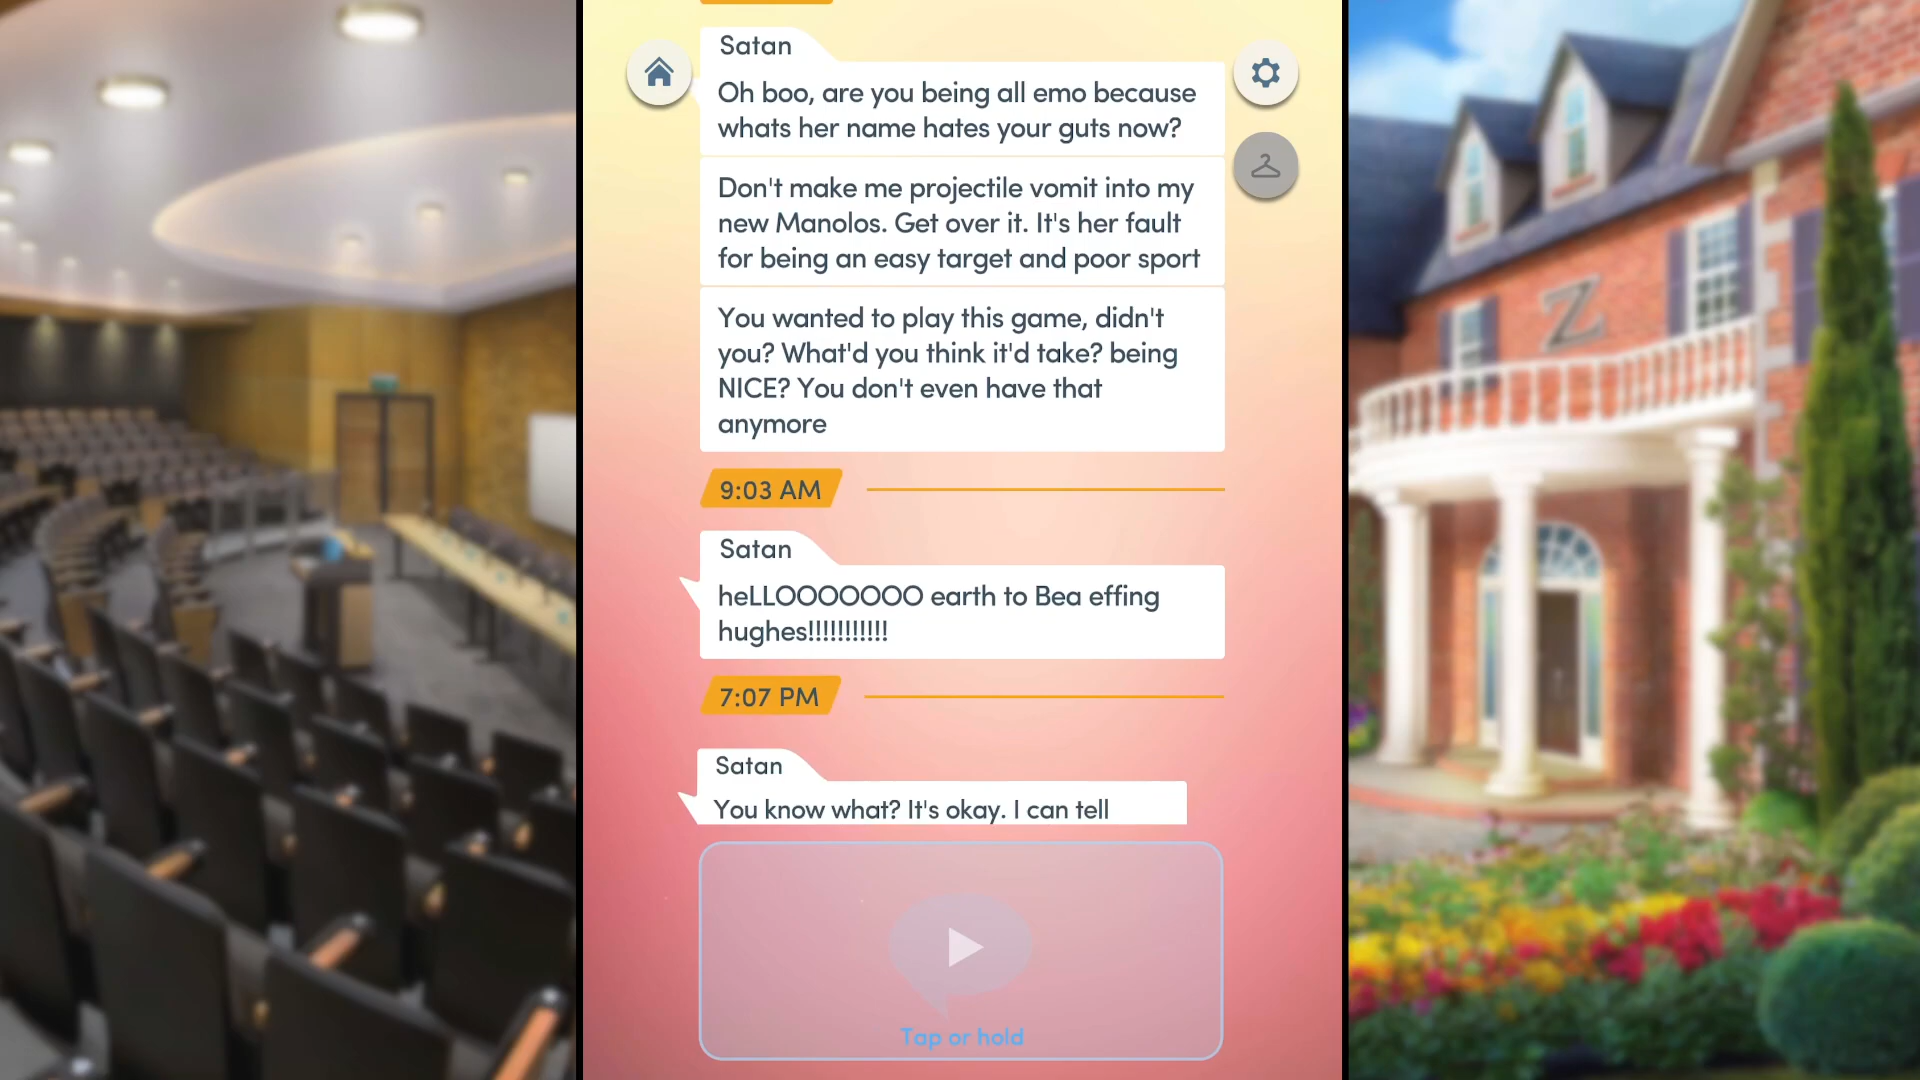 Satan
Oh boo, are you being all emo because
whats her name hates your guts now?
Don't make me projectile vomit into my
new Manolos. Get over it. It's her fault
for being an easy target and poor sport
You wanted to play this game, didn't
you? What'd you think it'd take? being
NICE? You don't even have that
anymore
9:03 AM
Satan
heLLOOOOOOO earth to Bea effing
hughes!!!!!!!!!!!
7:07 PM
Satan
You know what? It's okay. I can tell
Tap or hold
Z